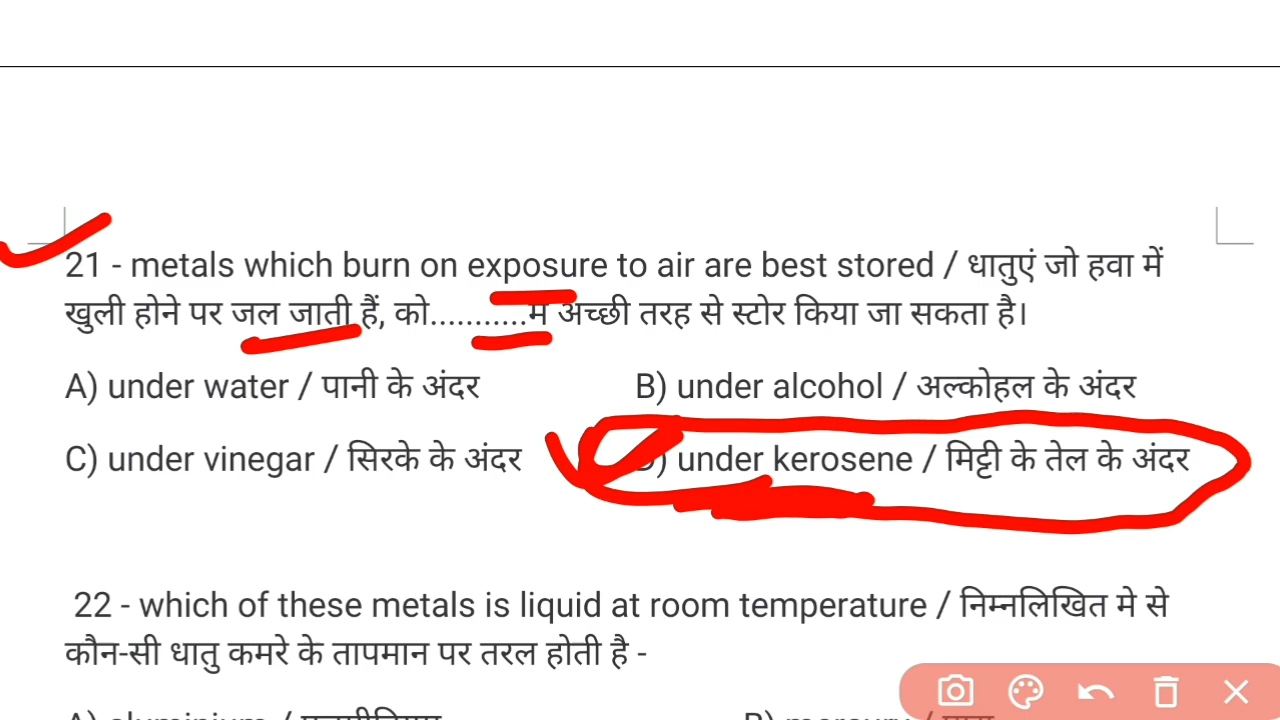 21 - metals which burn on exposure to air are best stored / धातुएं जो हवा में
खुली होने पर जल जाती हैं, को...........में अच्छी तरह से स्टोर किया जा सकता है।
A) under water / पानी के अंदर B) under alcohol / अल्कोहल के अंदर
C) under vinegar / सिरके के अंदर D) under kerosene / मिट्टी के तेल के अंदर
22 - which of these metals is liquid at room temperature / निम्नलिखित मे से
कौन-सी धातु कमरे के तापमान पर तरल होती है -
A) aluminium / B) mercury /